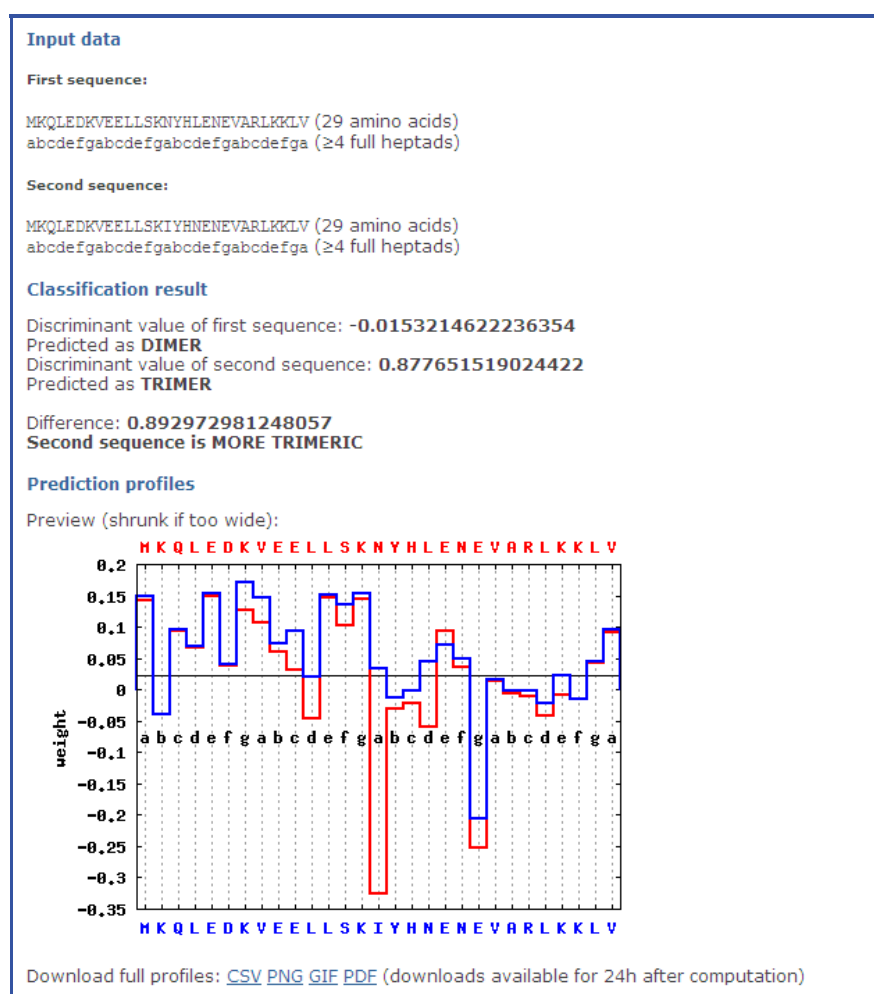 Input data
First sequence:
MKQLEDKVEELLSKNYHLENEVARLKKLV (29 amino acids)
abcdefgabcdefgabcdefgabcdefga (≥4 full heptads)
Second sequence:
MKQLEDKVEELLSKIYHNENEVARLKKLV (29 amino acids)
abcdefgabcdefgabcdefgabcdefga (≥4 full heptads)
Classification result
Discriminant value of first sequence: -0.0153214622236354
Predicted as DIMER
Discriminant value of second sequence: 0.877651519024422
Predicted as TRIMER
Difference: 0.892972981248057
Second sequence is MORE TRIMERIC
Prediction profiles
Preview (shrunk if too wide):
M K Q L E D K V E E L L S K N Y H L E N E V A R L K K L V
0.2
0.15
0.1
0.05
0
-0.05
-0.1
-0.15
-0.2
-0.25
-0.3
-0.35
weight
a b c d e f g a b c d e f g a b c d e f g a b c d e f g a
M K Q L E D K V E E L L S K I Y H N E N E V A R L K K L V
Download full profiles: CSV PNG GIF PDF (downloads available for 24h after computation)